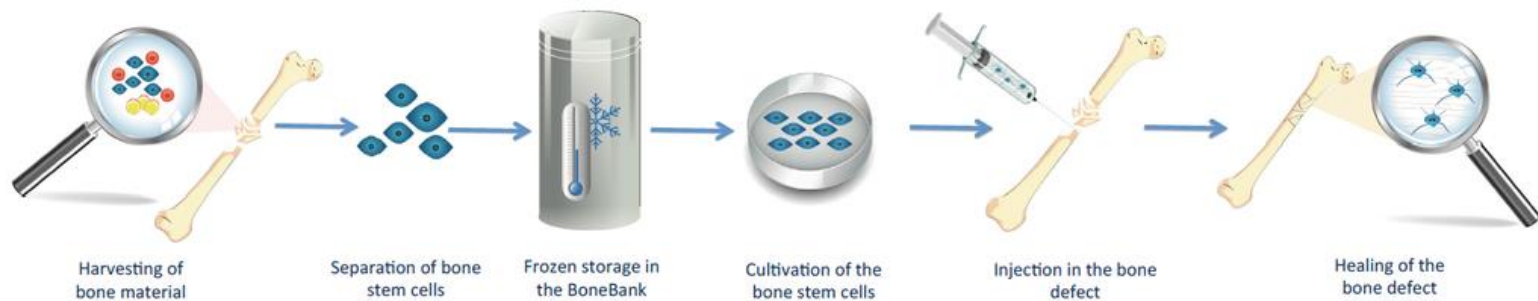 Harvesting of
bone material
Separation of bone
stem cells
Frozen storage in
the BoneBank
Cultivation of the
bone stem cells
Injection in the bone
defect
Healing of the
bone defect